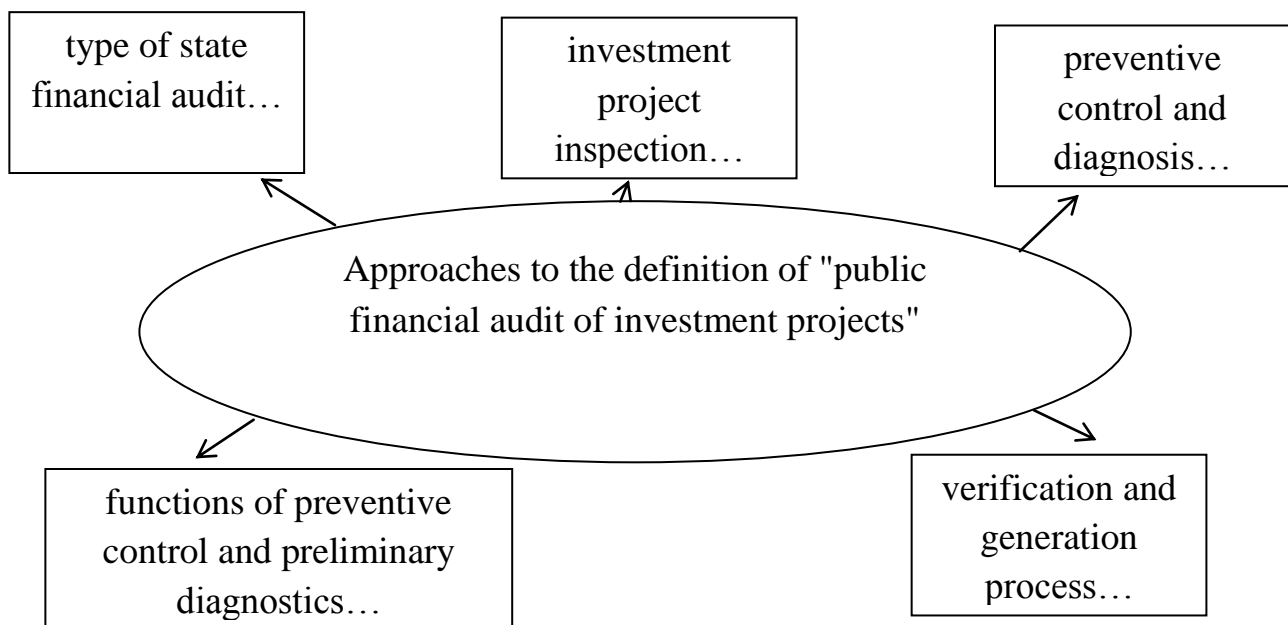 type of state
financial audit…
investment
project
inspection…
preventive
control and
diagnosis…
Approaches to the definition of "public
financial audit of investment projects"
functions of preventive
control and preliminary
diagnostics…
verification and
generation
process…